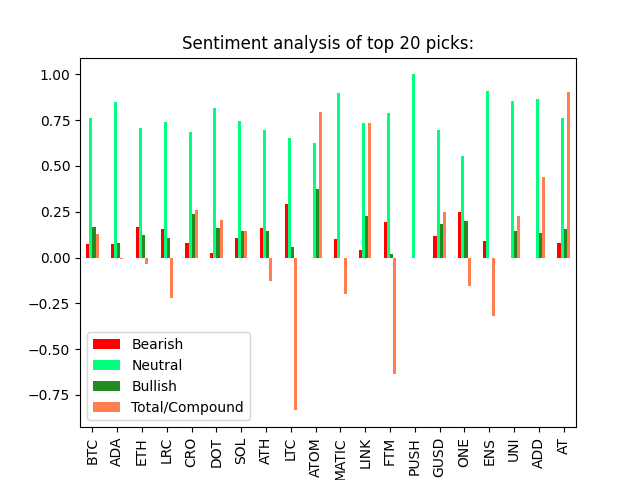 Sentiment analysis of top 20 picks:
1.00
0.75
0.50
0.25
0.00
−0.25
−0.50
−0.75
Bearish
Neutral
Bullish
Total/Compound
BTC
ADA
ETH
LRC
CRO
DOT
SOL
ATH
LTC
ATOM
MATIC
LINK
FTM
PUSH
GUSD
ONE
ENS
UNI
ADD
AT